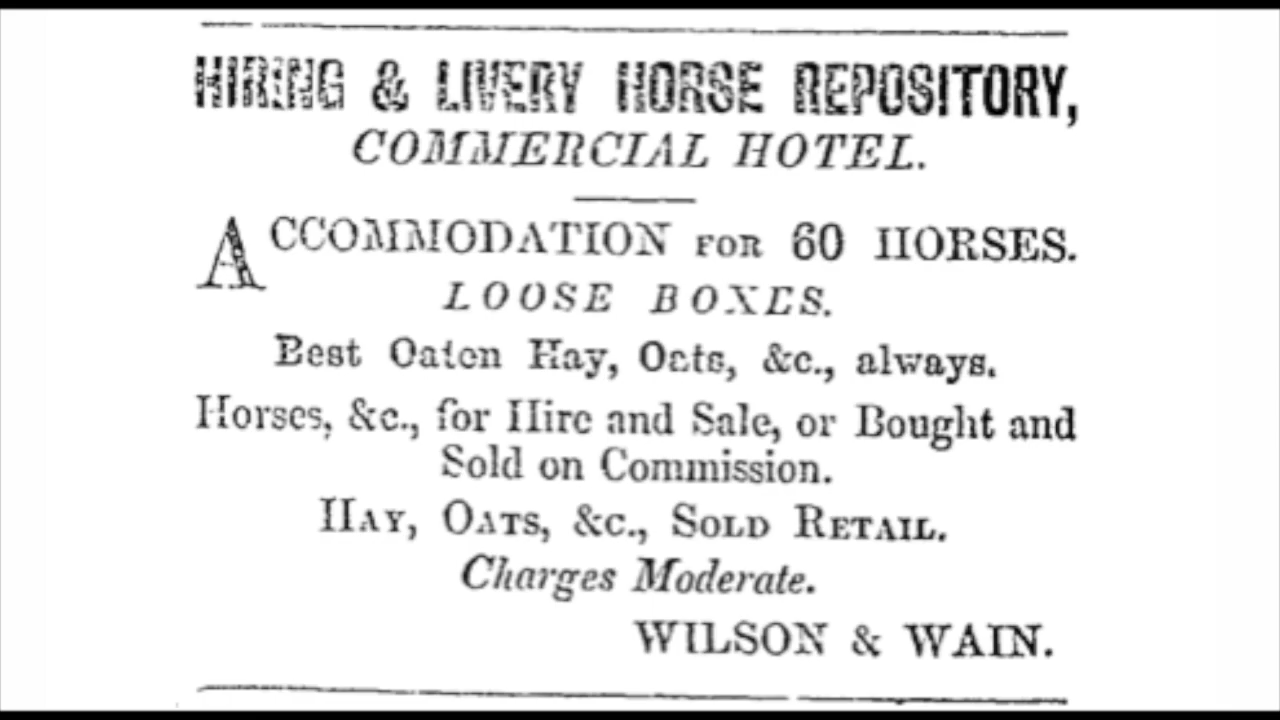 HIRING & LIVERY HORSE REPOSITORY,
COMMERCIAL HOTEL.
ACCOMMODATION FOR 60 HORSES.
LOOSE BOXES.
Best Oaten Hay, Oats, &c., always.
Horses, &c., for Hire and Sale, or Bought and
Sold on Commission.
HAY, OATS, &c., SOLD RETAIL.
Charges Moderate.
WILSON & WAIN.